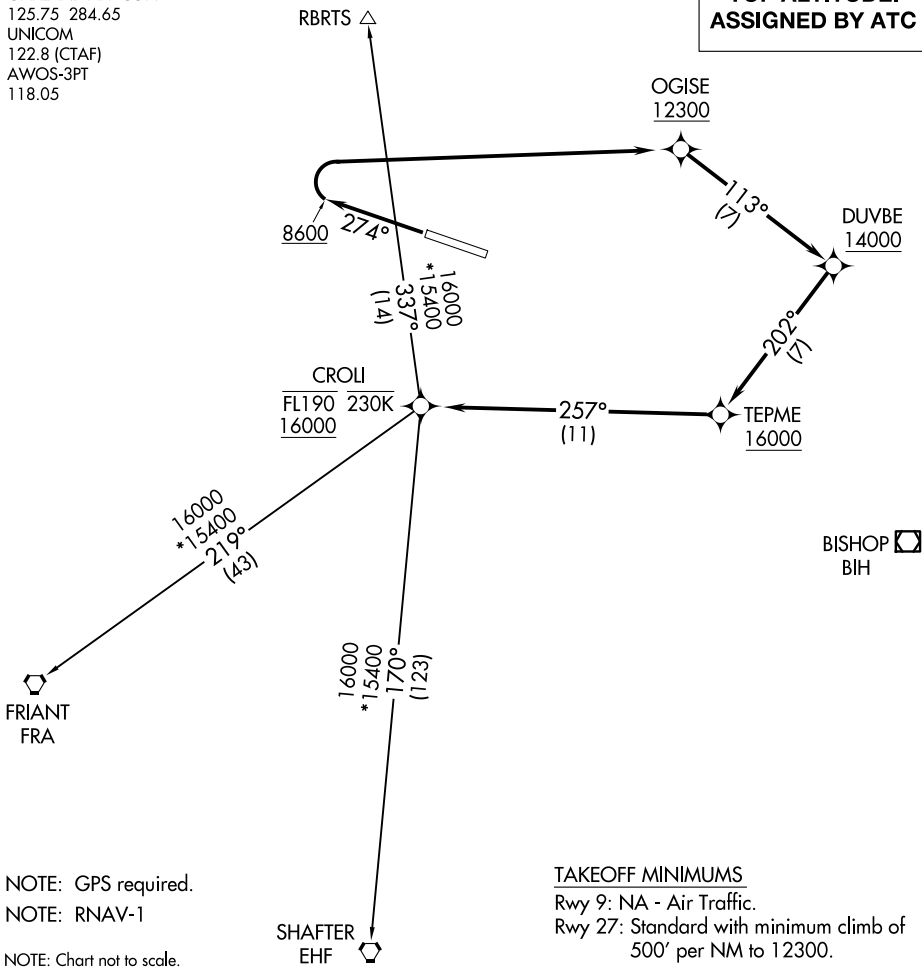 125.75 284.65
UNICOM
122.8 (CTAF)
AWOS-3PT
118.05
ASSIGNED BY ATC
RBRTS
OGISE
12300
113°
(7)
DUVBE
14000
8600
274°
16000
*15400
337°
(14)
202°
(7)
CROLI
FL190 230K
16000
257°
(11)
TEPME
16000
16000
*15400
219°
(43)
BISHOP
BIH
16000
*15400
170°
(123)
FRIANT
FRA
NOTE: GPS required.
NOTE: RNAV-1
NOTE: Chart not to scale.
SHAFTER
EHF
TAKEOFF MINIMUMS
Rwy 9: NA - Air Traffic.
Rwy 27: Standard with minimum climb of
500' per NM to 12300.